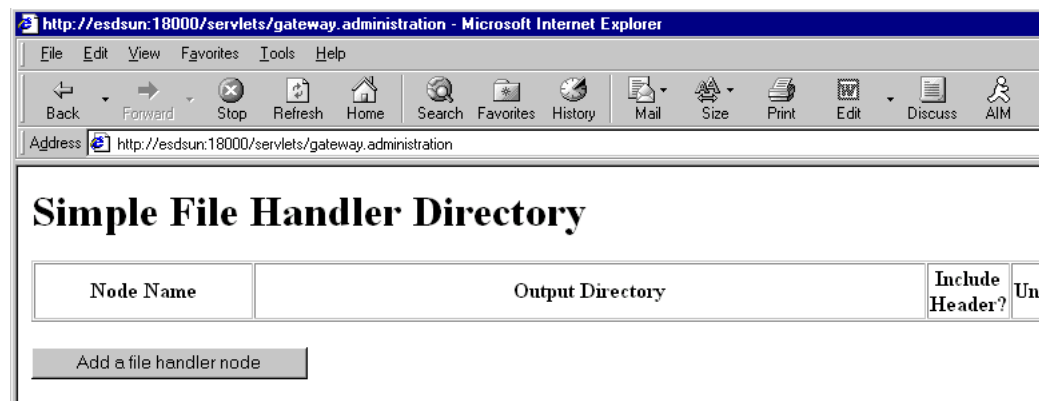 http://esdsun:18000/servlets/gateway.administration - Microsoft Internet Explorer
File Edit View Favorites Tools Help
Back Forward Stop Refresh Home Search Favorites History Mail Size Print Edit Discuss AIM
Address http://esdsun:18000/servlets/gateway.administration
Simple File Handler Directory
Node Name Output Directory Include Header? Un
Add a file handler node